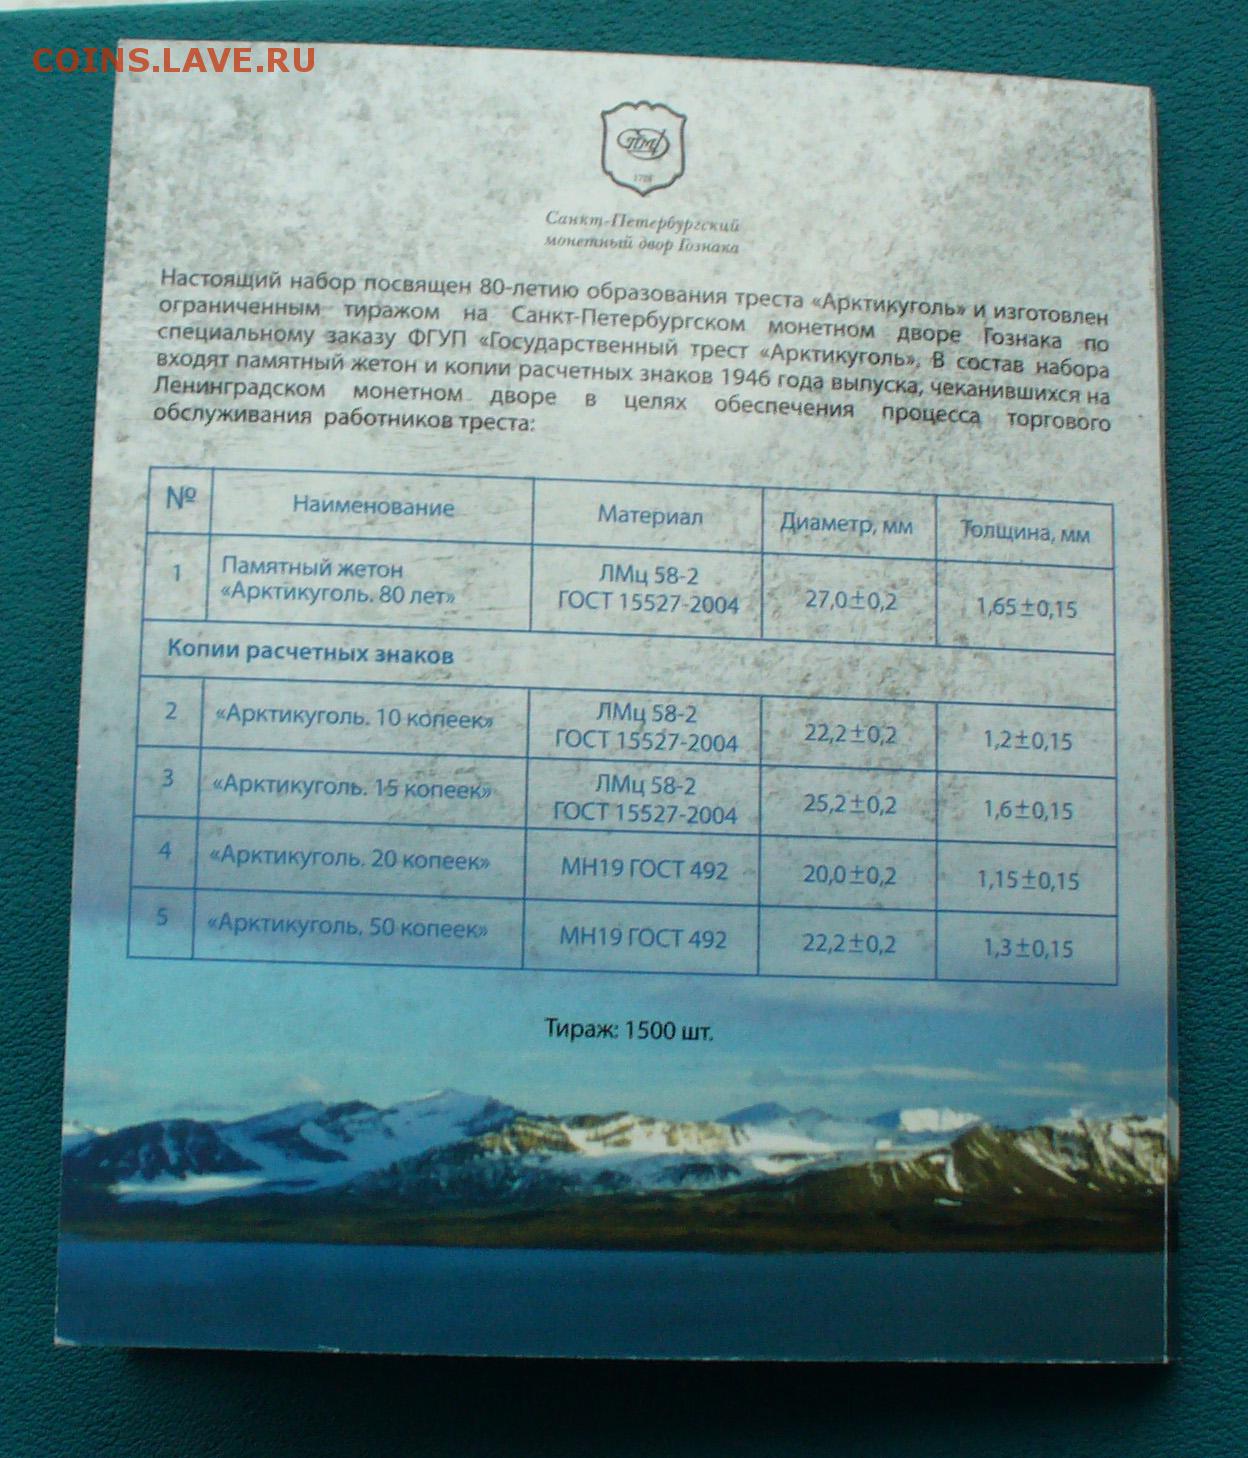 COINS.LAVE.RU
СПМД
1724
Санкт-Петербургский
монетный двор Гознака
Настоящий набор посвящен 80-летию образования треста «Арктикуголь» и изготовлен
ограниченным тиражом на Санкт-Петербургском монетном дворе Гознака по
специальному заказу ФГУП «Государственный трест «Арктикуголь». В состав набора
входят памятный жетон и копии расчетных знаков 1946 года выпуска, чеканившихся на
Ленинградском монетном дворе в целях обеспечения процесса торгового
обслуживания работников треста:
№ Наименование Материал Диаметр, мм Толщина, мм
1 Памятный жетон «Арктикуголь. 80 лет» ЛМц 58-2 ГОСТ 15527-2004 27,0±0,2 1,65±0,15
Копии расчетных знаков
2 «Арктикуголь. 10 копеек» ЛМц 58-2 ГОСТ 15527-2004 22,2±0,2 1,2±0,15
3 «Арктикуголь. 15 копеек» ЛМц 58-2 ГОСТ 15527-2004 25,2±0,2 1,6±0,15
4 «Арктикуголь. 20 копеек» МН19 ГОСТ 492 20,0±0,2 1,15±0,15
5 «Арктикуголь. 50 копеек» МН19 ГОСТ 492 22,2±0,2 1,3±0,15
Тираж: 1500 шт.